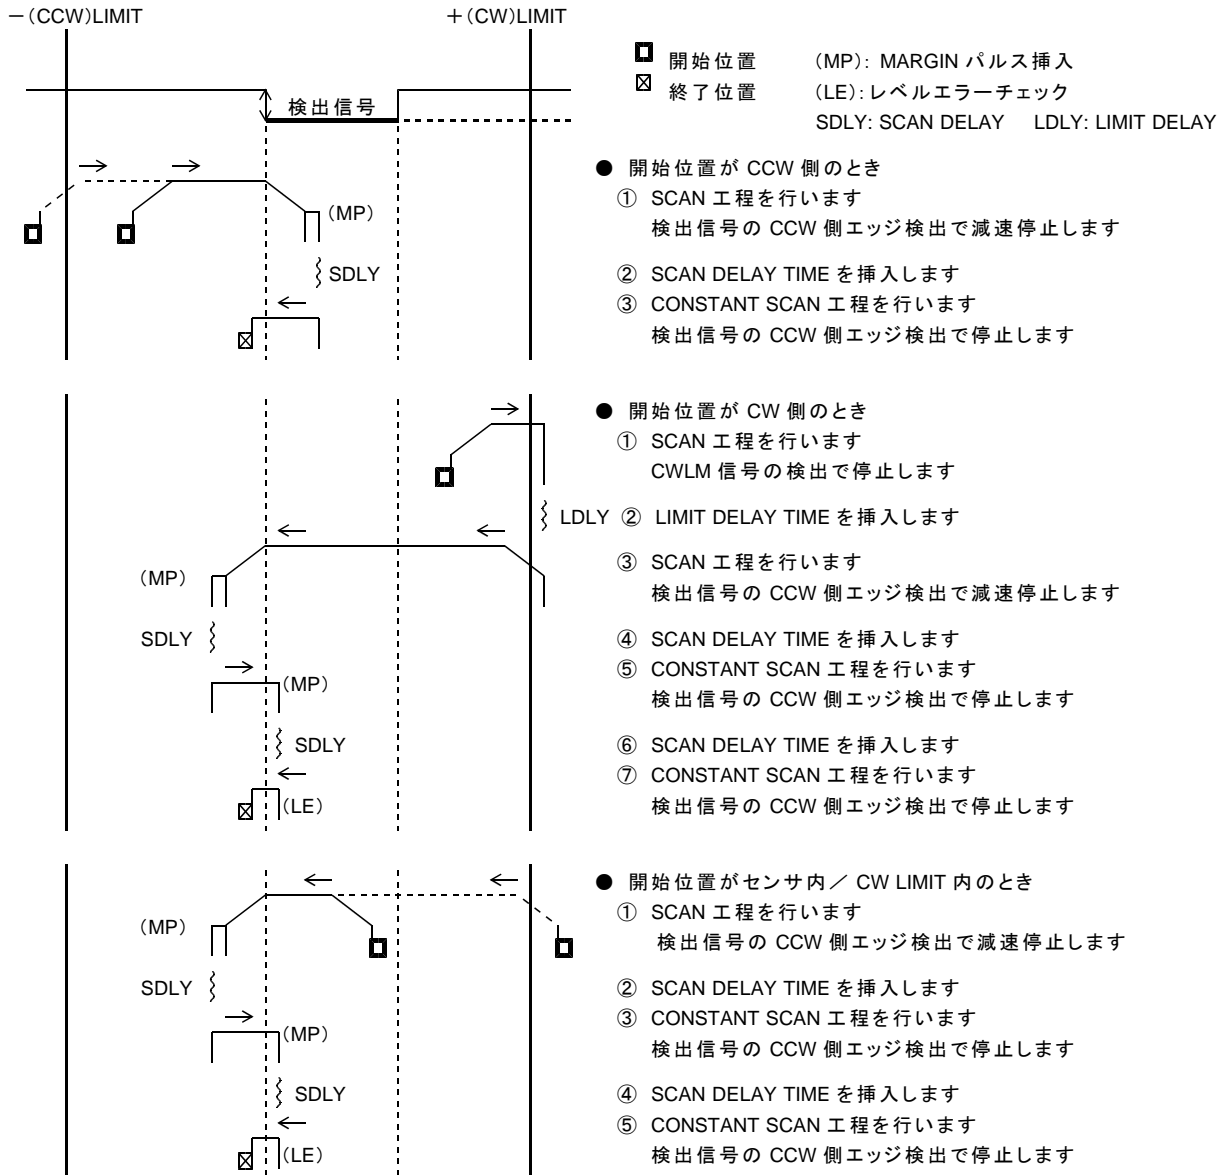 －(CCW)LIMIT
＋(CW)LIMIT
開始位置 (MP): MARGIN パルス挿入
終了位置 (LE):レベルエラーチェック
SDLY: SCAN DELAY LDLY: LIMIT DELAY
検出信号
(MP)
SDLY
● 開始位置が CCW 側のとき
① SCAN 工程を行います
検出信号の CCW 側エッジ検出で減速停止します
② SCAN DELAY TIME を挿入します
③ CONSTANT SCAN 工程を行います
検出信号の CCW 側エッジ検出で停止します
LDLY
(MP)
SDLY
(MP)
SDLY
(LE)
● 開始位置が CW 側のとき
① SCAN 工程を行います
CWLM 信号の検出で停止します
② LIMIT DELAY TIME を挿入します
③ SCAN 工程を行います
検出信号の CCW 側エッジ検出で減速停止します
④ SCAN DELAY TIME を挿入します
⑤ CONSTANT SCAN 工程を行います
検出信号の CCW 側エッジ検出で停止します
⑥ SCAN DELAY TIME を挿入します
⑦ CONSTANT SCAN 工程を行います
検出信号の CCW 側エッジ検出で停止します
(MP)
SDLY
(MP)
SDLY
(LE)
● 開始位置がセンサ内／ CW LIMIT 内のとき
① SCAN 工程を行います
検出信号の CCW 側エッジ検出で減速停止します
② SCAN DELAY TIME を挿入します
③ CONSTANT SCAN 工程を行います
検出信号の CCW 側エッジ検出で停止します
④ SCAN DELAY TIME を挿入します
⑤ CONSTANT SCAN 工程を行います
検出信号の CCW 側エッジ検出で停止します